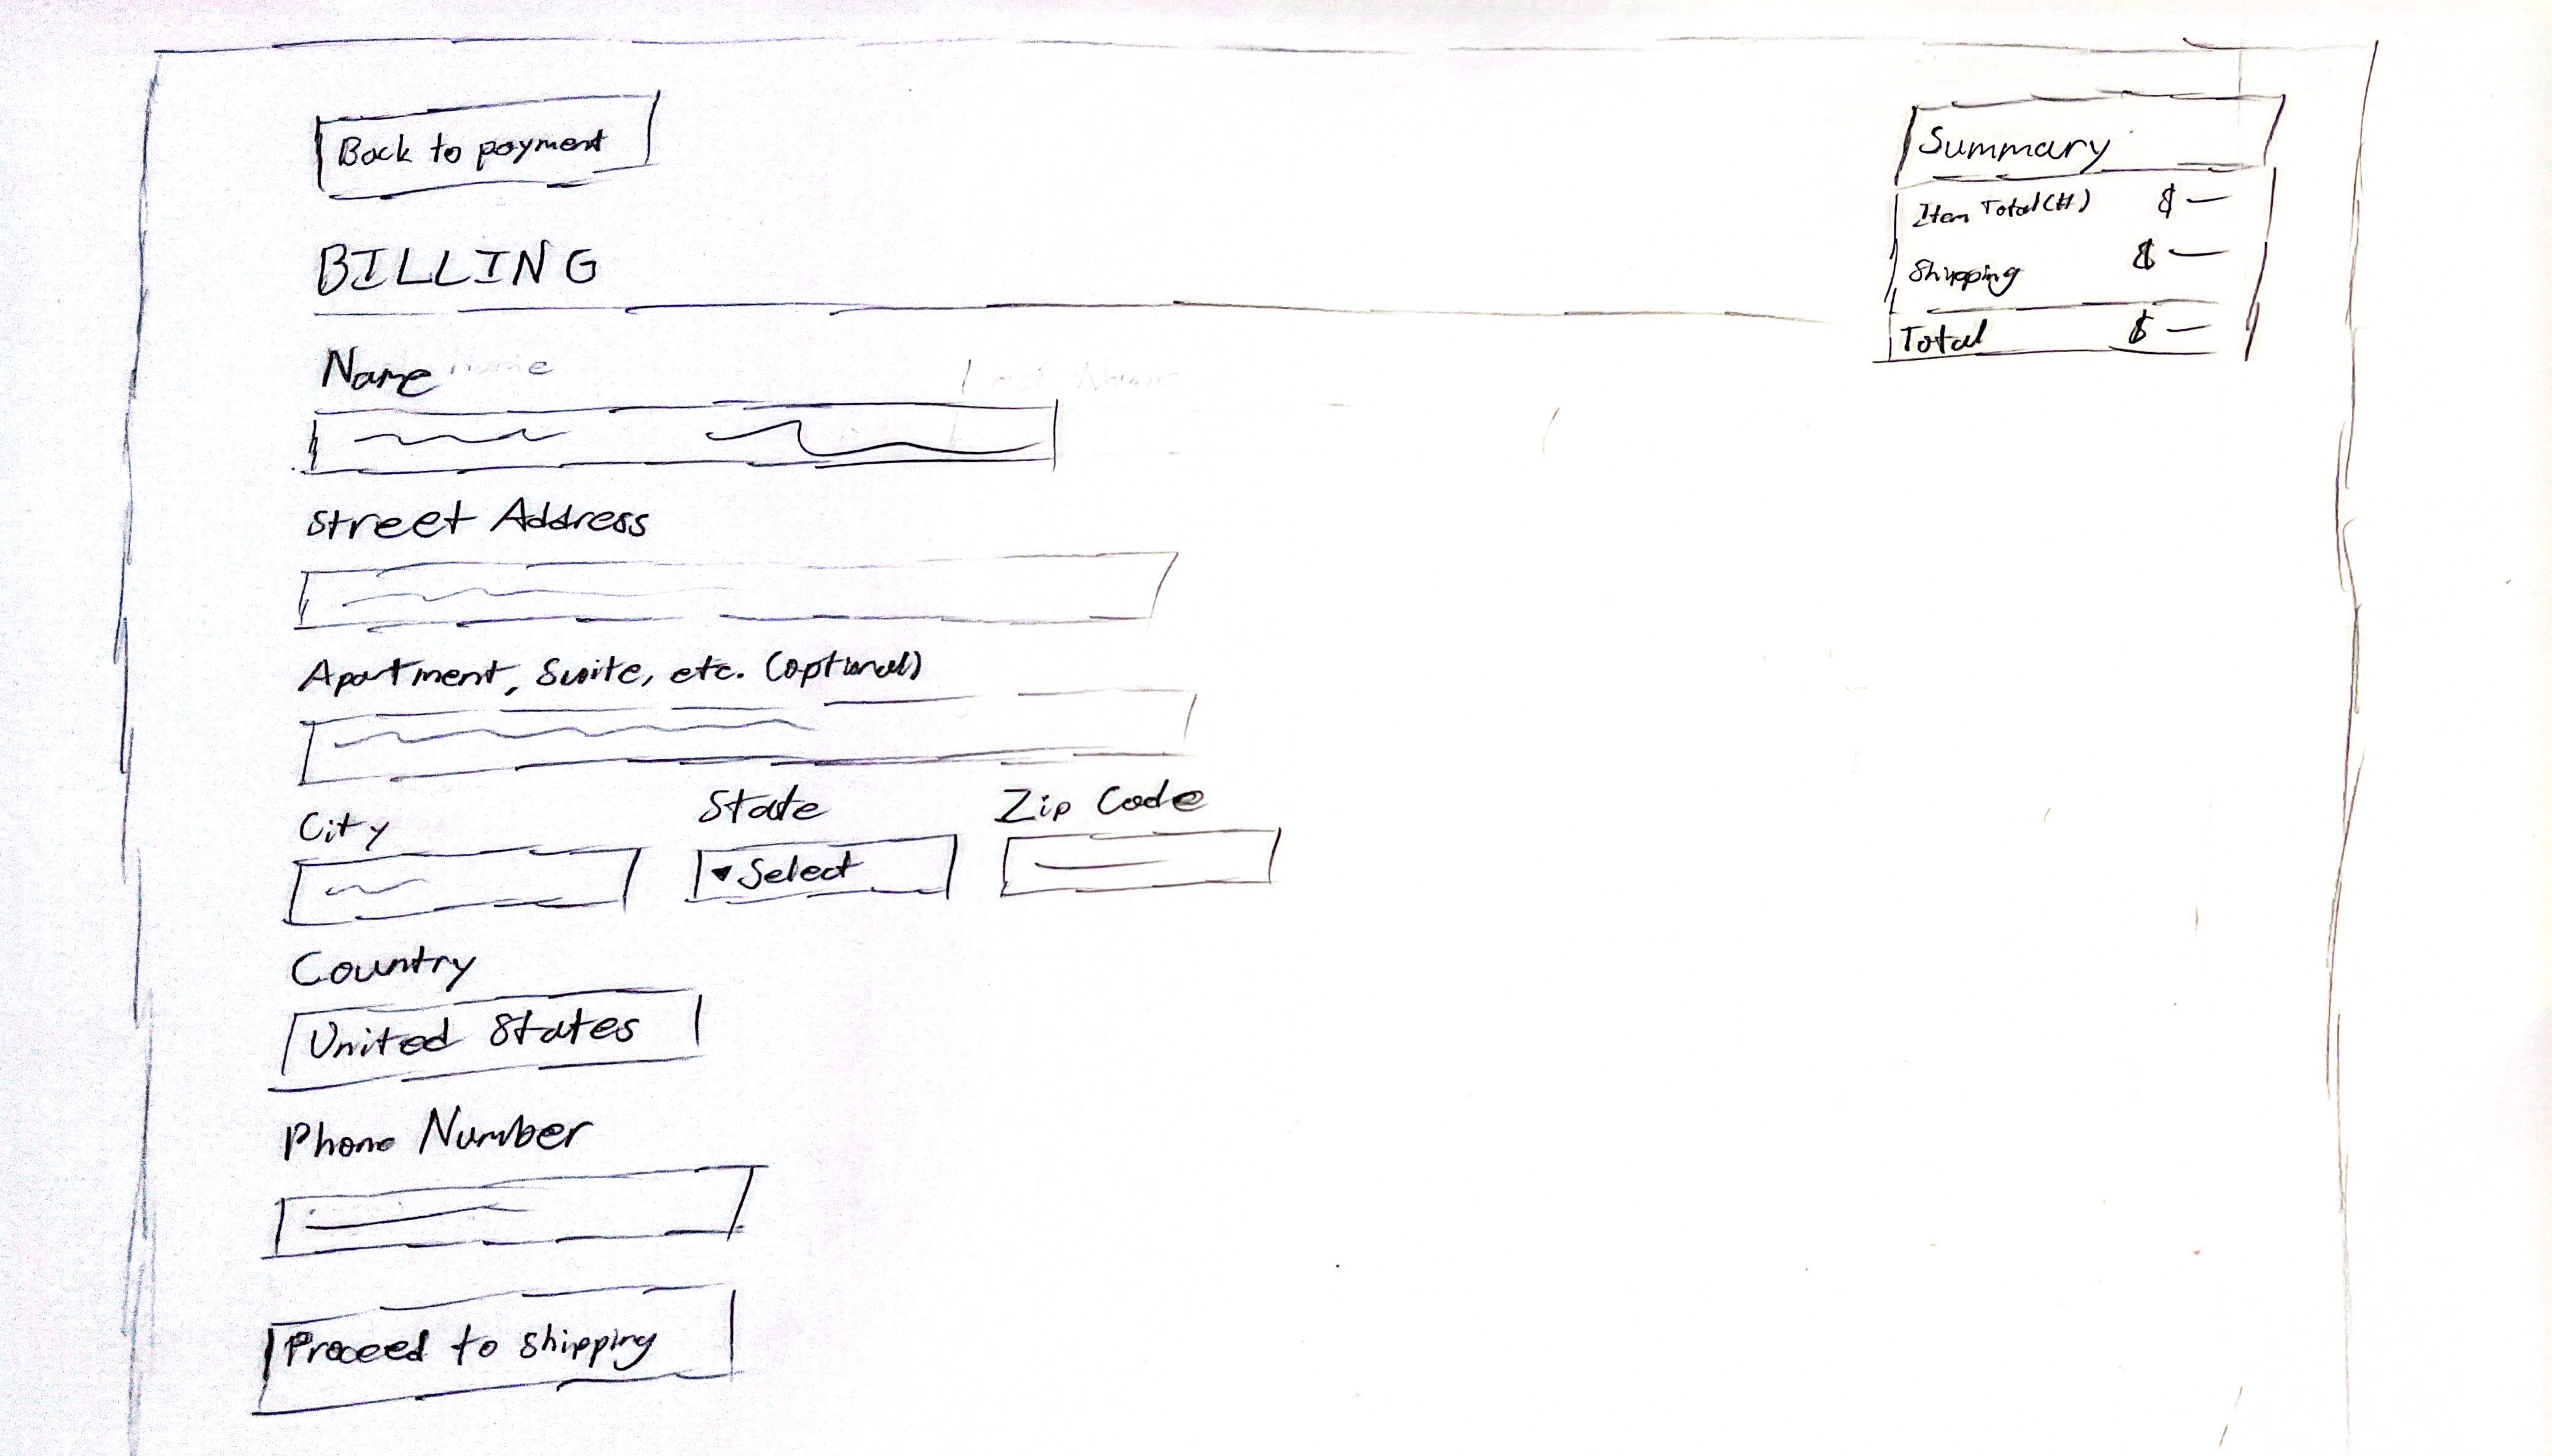 Back to payment
BILLING
Name
Street Address
Apartment, Suite, etc. (optional)
City State Zip Code
▾ Select
Country
United States
Phone Number
Proceed to shipping
Summary
Item Total(#) $ —
Shipping $ —
Total $ —